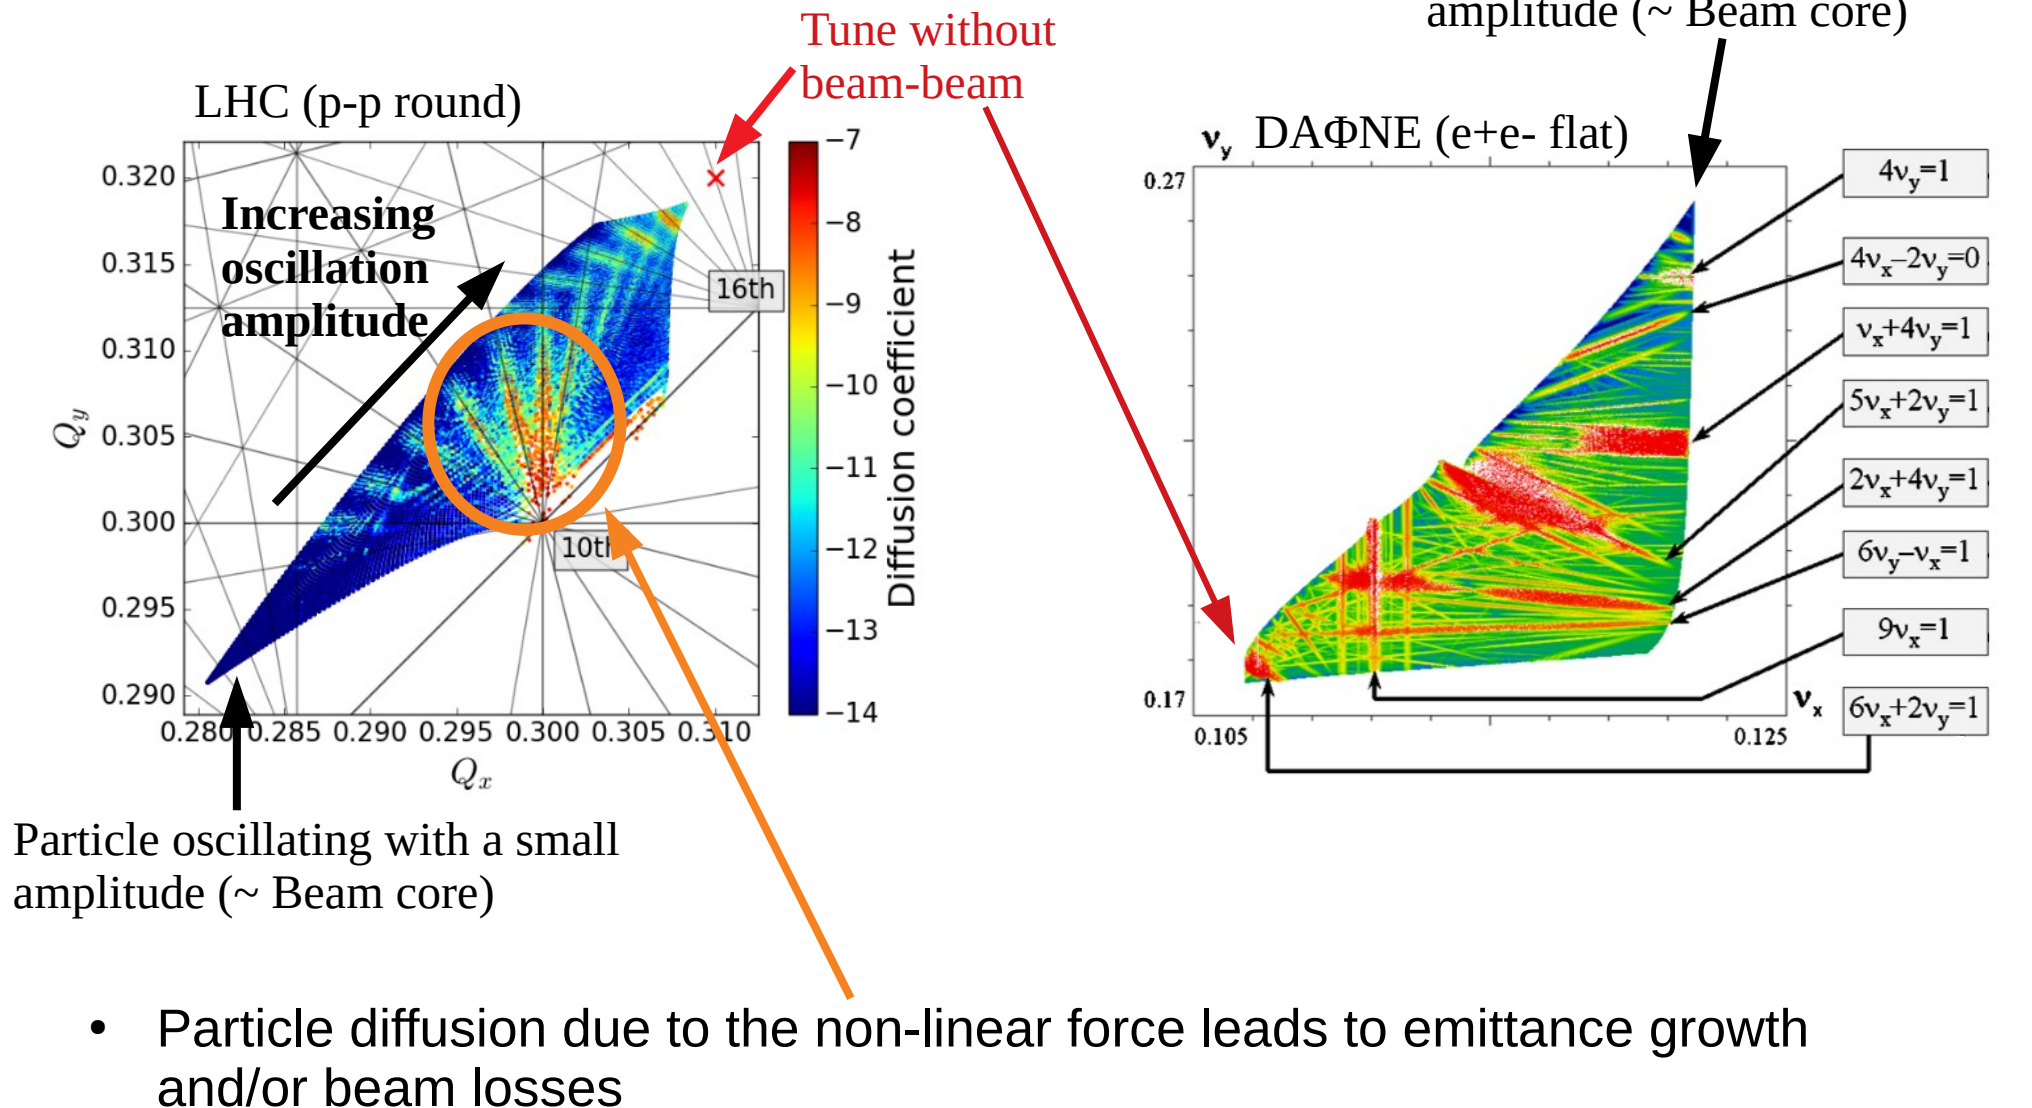 amplitude (~ Beam core)
Tune without
beam-beam
LHC (p-p round)
DAΦNE (e+e- flat)
Increasing
oscillation
amplitude
0.320
0.315
0.310
0.305
0.300
0.295
0.290
Qy
0.280 0.285 0.290 0.295 0.300 0.305 0.310
Qx
16th
10th
−7
−8
−9
−10
−11
−12
−13
−14
Diffusion coefficient
νy
0.27
0.17
0.105
0.125
νx
4νy=1
4νx−2νy=0
νx+4νy=1
5νx+2νy=1
2νx+4νy=1
6νy−νx=1
9νx=1
6νx+2νy=1
Particle oscillating with a small
amplitude (~ Beam core)
• Particle diffusion due to the non-linear force leads to emittance growth
and/or beam losses